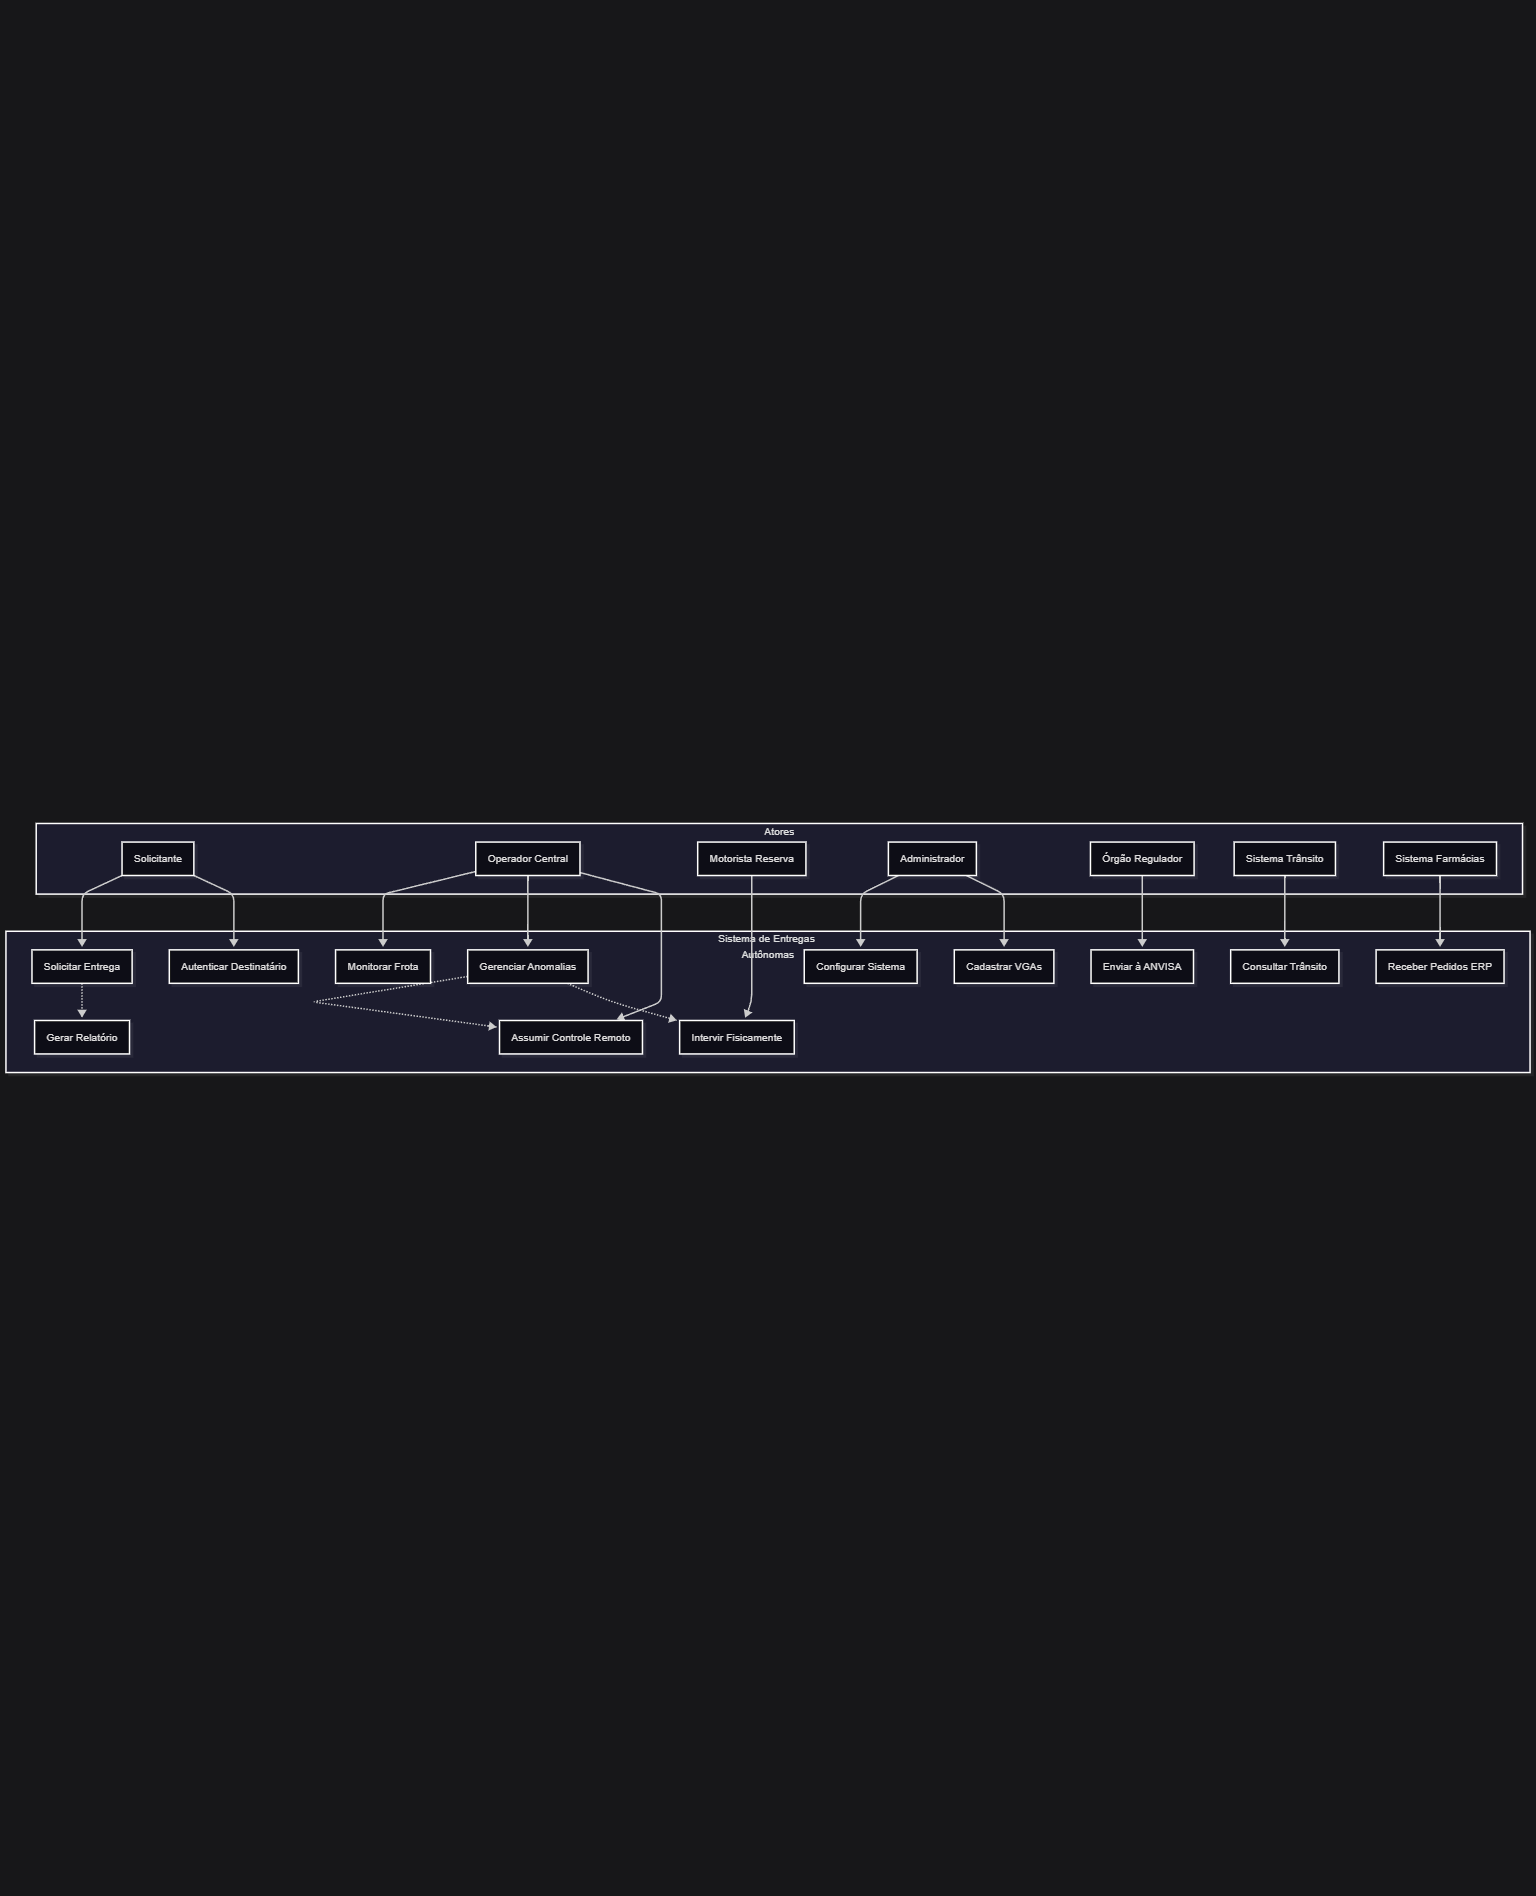 Atores
Solicitante
Operador Central
Motorista Reserva
Administrador
Órgão Regulador
Sistema Trânsito
Sistema Farmácias
Sistema de Entregas
Autônomas
Solicitar Entrega
Autenticar Destinatário
Monitorar Frota
Gerenciar Anomalias
Configurar Sistema
Cadastrar VGAs
Enviar à ANVISA
Consultar Trânsito
Receber Pedidos ERP
Gerar Relatório
Assumir Controle Remoto
Intervir Fisicamente